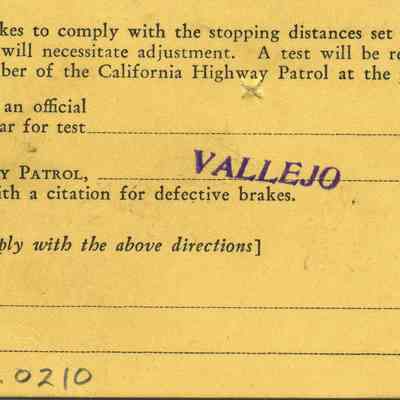 kes to comply with the stopping distances set
will necessitate adjustment. A test will be re
ber of the California Highway Patrol at the
an official
ar for test
Y PATROL, VALLEJO
th a citation for defective brakes.
ply with the above directions]
. 0210